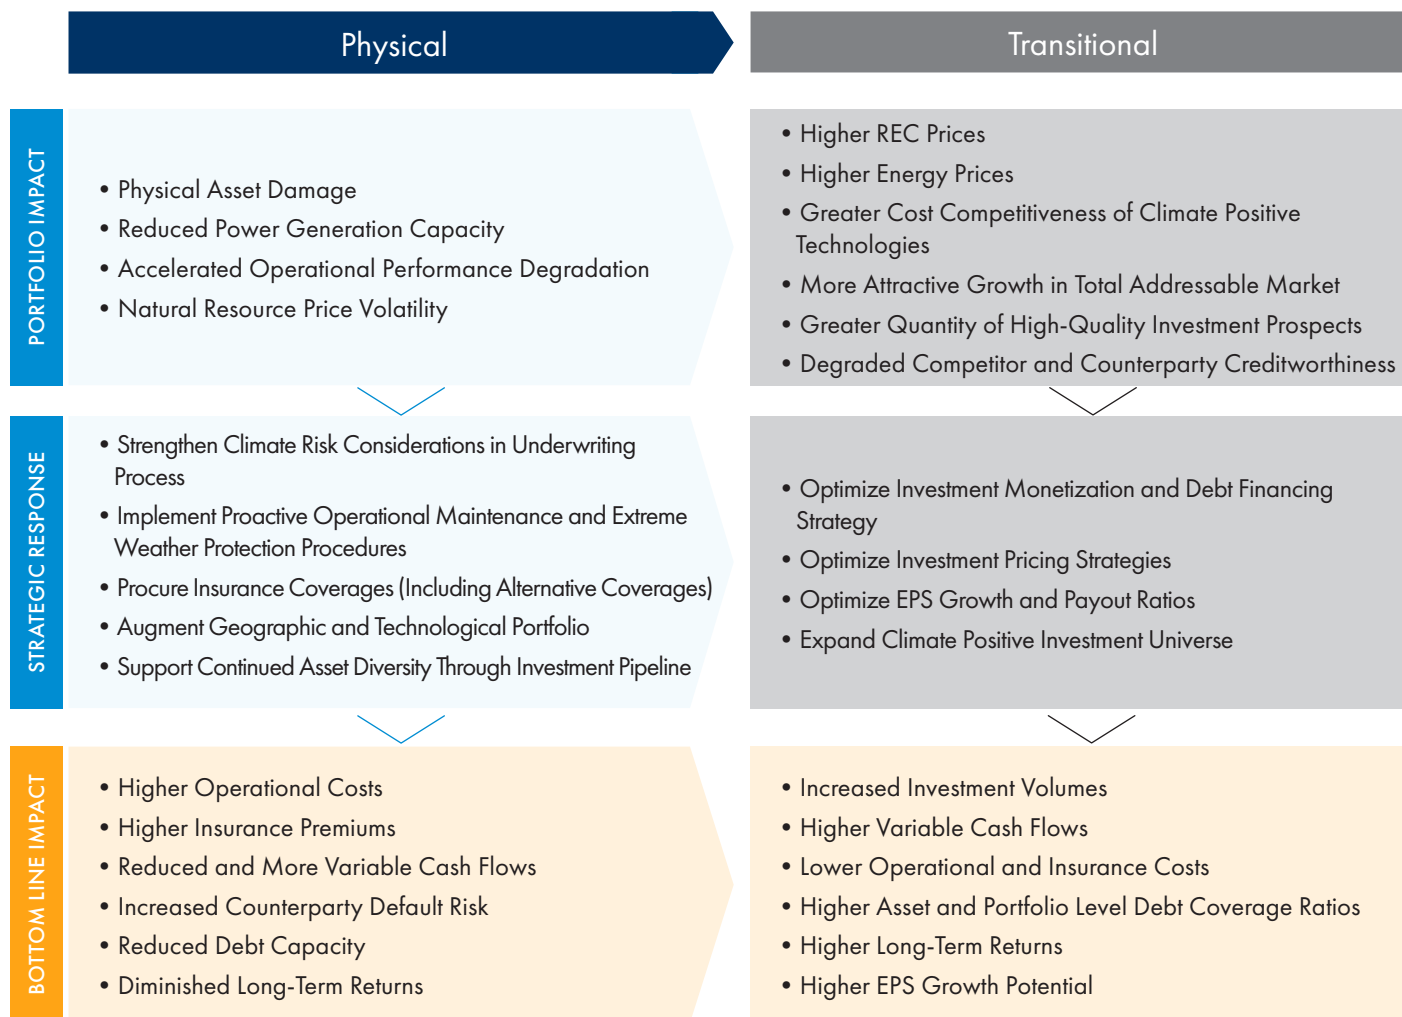 Physical
Transitional
PORTFOLIO IMPACT
• Physical Asset Damage
• Reduced Power Generation Capacity
• Accelerated Operational Performance Degradation
• Natural Resource Price Volatility
• Higher REC Prices
• Higher Energy Prices
• Greater Cost Competitiveness of Climate Positive
Technologies
• More Attractive Growth in Total Addressable Market
• Greater Quantity of High-Quality Investment Prospects
• Degraded Competitor and Counterparty Creditworthiness
STRATEGIC RESPONSE
• Strengthen Climate Risk Considerations in Underwriting
Process
• Implement Proactive Operational Maintenance and Extreme
Weather Protection Procedures
• Procure Insurance Coverages (Including Alternative Coverages)
• Augment Geographic and Technological Portfolio
• Support Continued Asset Diversity Through Investment Pipeline
• Optimize Investment Monetization and Debt Financing
Strategy
• Optimize Investment Pricing Strategies
• Optimize EPS Growth and Payout Ratios
• Expand Climate Positive Investment Universe
BOTTOM LINE IMPACT
• Higher Operational Costs
• Higher Insurance Premiums
• Reduced and More Variable Cash Flows
• Increased Counterparty Default Risk
• Reduced Debt Capacity
• Diminished Long-Term Returns
• Increased Investment Volumes
• Higher Variable Cash Flows
• Lower Operational and Insurance Costs
• Higher Asset and Portfolio Level Debt Coverage Ratios
• Higher Long-Term Returns
• Higher EPS Growth Potential